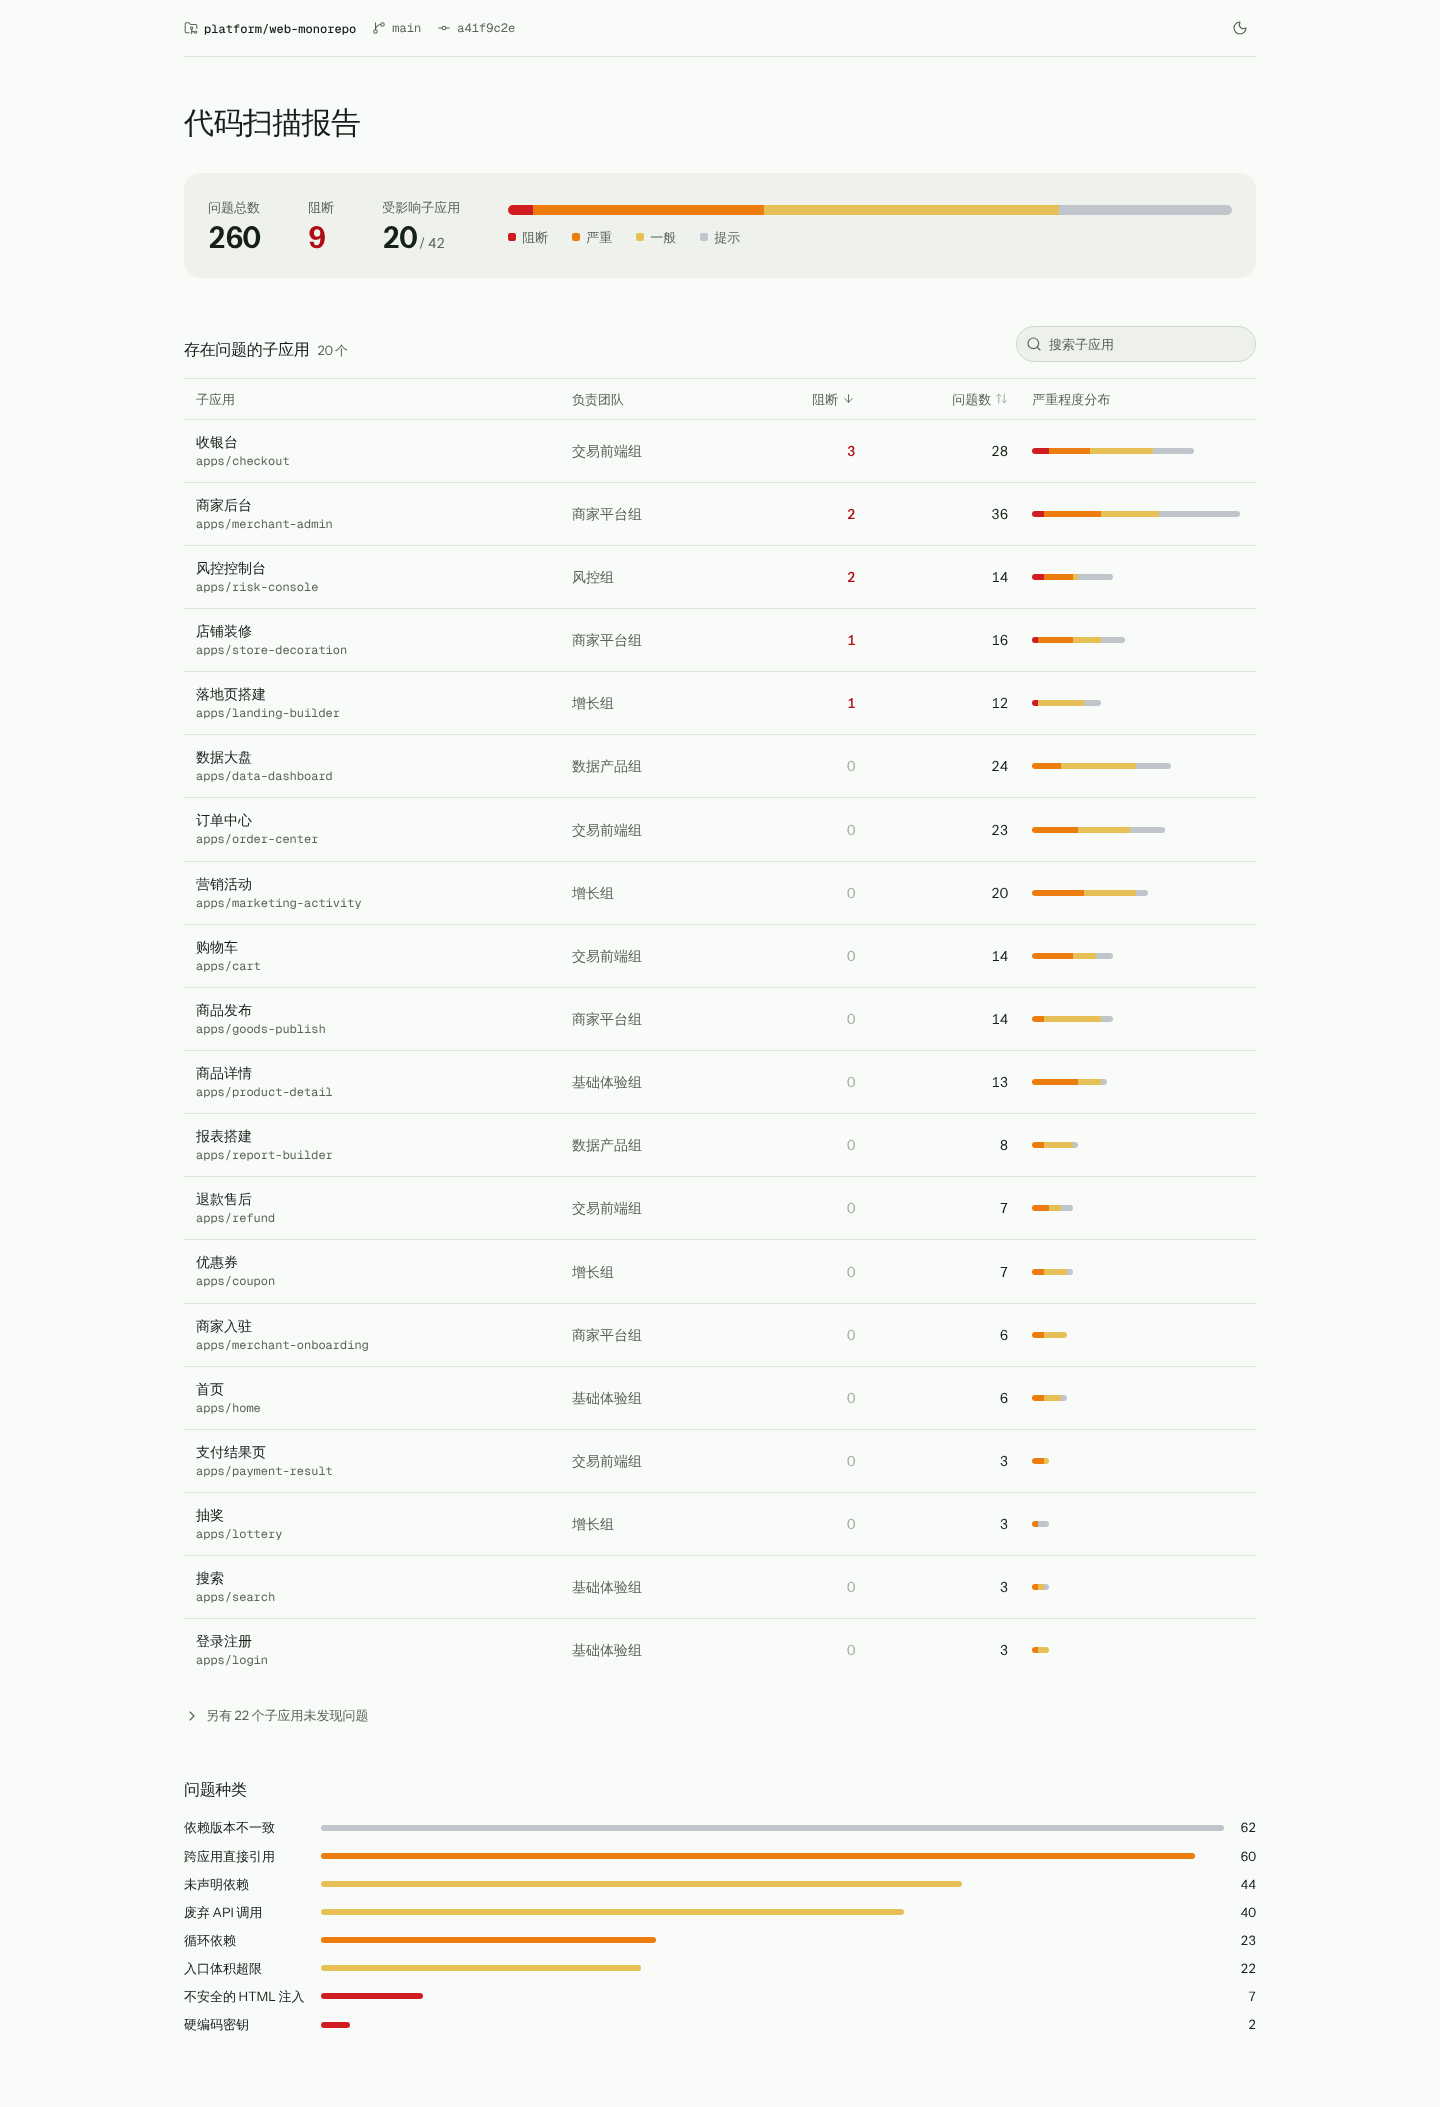 platform/web-monorepo main a41f9c2e
代码扫描报告
问题总数 阻断 受影响子应用
260 9 20 / 42
阻断 严重 一般 提示
存在问题的子应用 20 个
搜索子应用
子应用 负责团队 阻断 问题数 严重程度分布
收银台
apps/checkout
交易前端组 3 28
商家后台
apps/merchant-admin
商家平台组 2 36
风控控制台
apps/risk-console
风控组 2 14
店铺装修
apps/store-decoration
商家平台组 1 16
落地页搭建
apps/landing-builder
增长组 1 12
数据大盘
apps/data-dashboard
数据产品组 0 24
订单中心
apps/order-center
交易前端组 0 23
营销活动
apps/marketing-activity
增长组 0 20
购物车
apps/cart
交易前端组 0 14
商品发布
apps/goods-publish
商家平台组 0 14
商品详情
apps/product-detail
基础体验组 0 13
报表搭建
apps/report-builder
数据产品组 0 8
退款售后
apps/refund
交易前端组 0 7
优惠券
apps/coupon
增长组 0 7
商家入驻
apps/merchant-onboarding
商家平台组 0 6
首页
apps/home
基础体验组 0 6
支付结果页
apps/payment-result
交易前端组 0 3
抽奖
apps/lottery
增长组 0 3
搜索
apps/search
基础体验组 0 3
登录注册
apps/login
基础体验组 0 3
另有 22 个子应用未发现问题
问题种类
依赖版本不一致 62
跨应用直接引用 60
未声明依赖 44
废弃 API 调用 40
循环依赖 23
入口体积超限 22
不安全的 HTML 注入 7
硬编码密钥 2